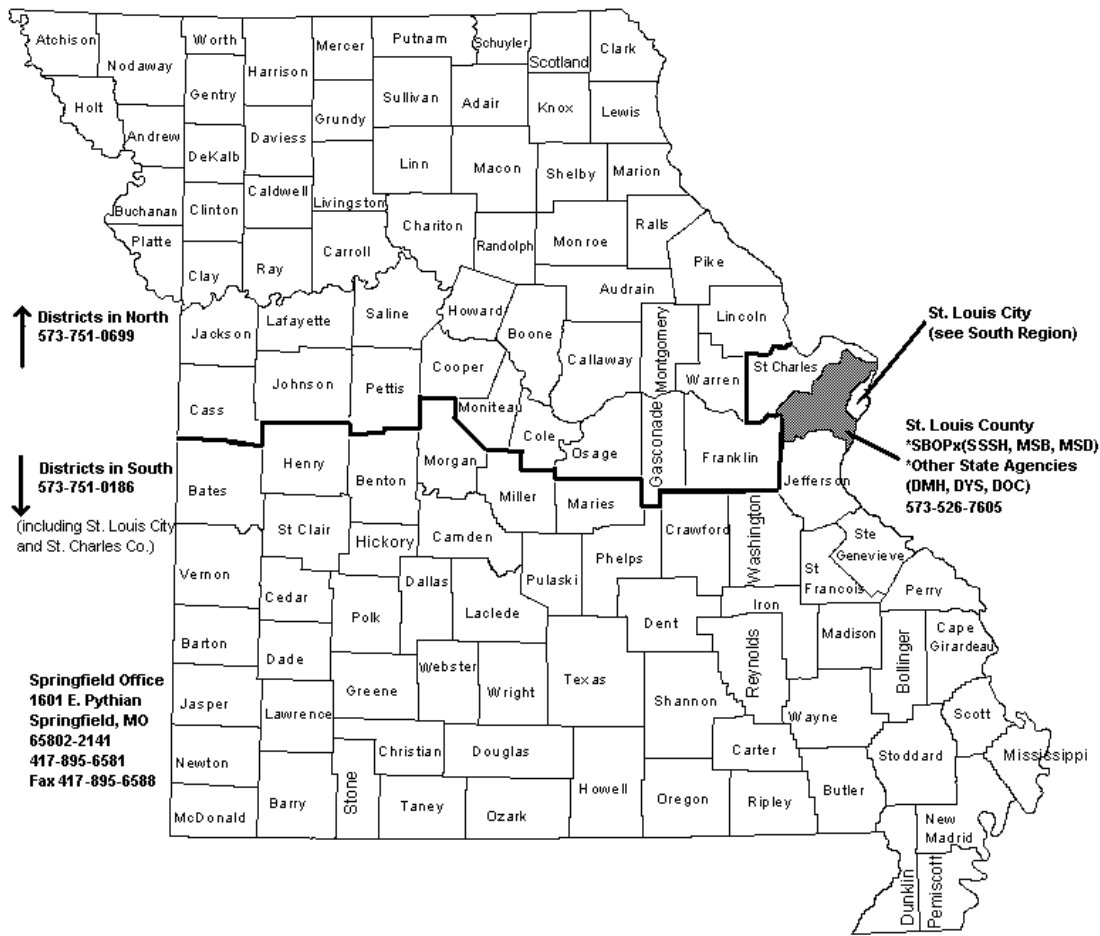 Atchison
Nodaway
Worth
Harrison
Mercer
Putnam
Schuyler
Scotland
Clark
Holt
Gentry
Grundy
Sullivan
Adair
Knox
Lewis
Andrew
DeKalb
Daviess
Linn
Macon
Shelby
Marion
Buchanan
Clinton
Caldwell
Livingston
Chariton
Randolph
Monroe
Ralls
Platte
Clay
Ray
Carroll
Pike
Audrain
Districts in North
573-751-0699
Jackson
Lafayette
Saline
Howard
Boone
Callaway
Montgomery
Lincoln
Warren
St Charles
St. Louis City
(see South Region)
Cass
Johnson
Pettis
Cooper
Moniteau
Cole
Osage
Gasconade
Franklin
St. Louis County
*SBOPx(SSSH, MSB, MSD)
*Other State Agencies
(DMH, DYS, DOC)
573-526-7605
Districts in South
573-751-0186
(including St. Louis City
and St. Charles Co.)
Bates
Henry
Benton
Morgan
Miller
Maries
Jefferson
St Clair
Hickory
Camden
Phelps
Crawford
Washington
Ste
Genevieve
St
Francois
Perry
Vernon
Cedar
Polk
Dallas
Laclede
Pulaski
Dent
Iron
Reynolds
Madison
Bollinger
Cape
Girardeau
Barton
Dade
Greene
Webster
Wright
Texas
Shannon
Wayne
Scott
Springfield Office
1601 E. Pythian
Springfield, MO
65802-2141
417-895-6581
Fax 417-895-6588
Jasper
Lawrence
Christian
Douglas
Howell
Carter
Stoddard
Mississippi
Newton
McDonald
Barry
Stone
Taney
Ozark
Oregon
Ripley
Butler
New
Madrid
Dunklin
Pemiscott